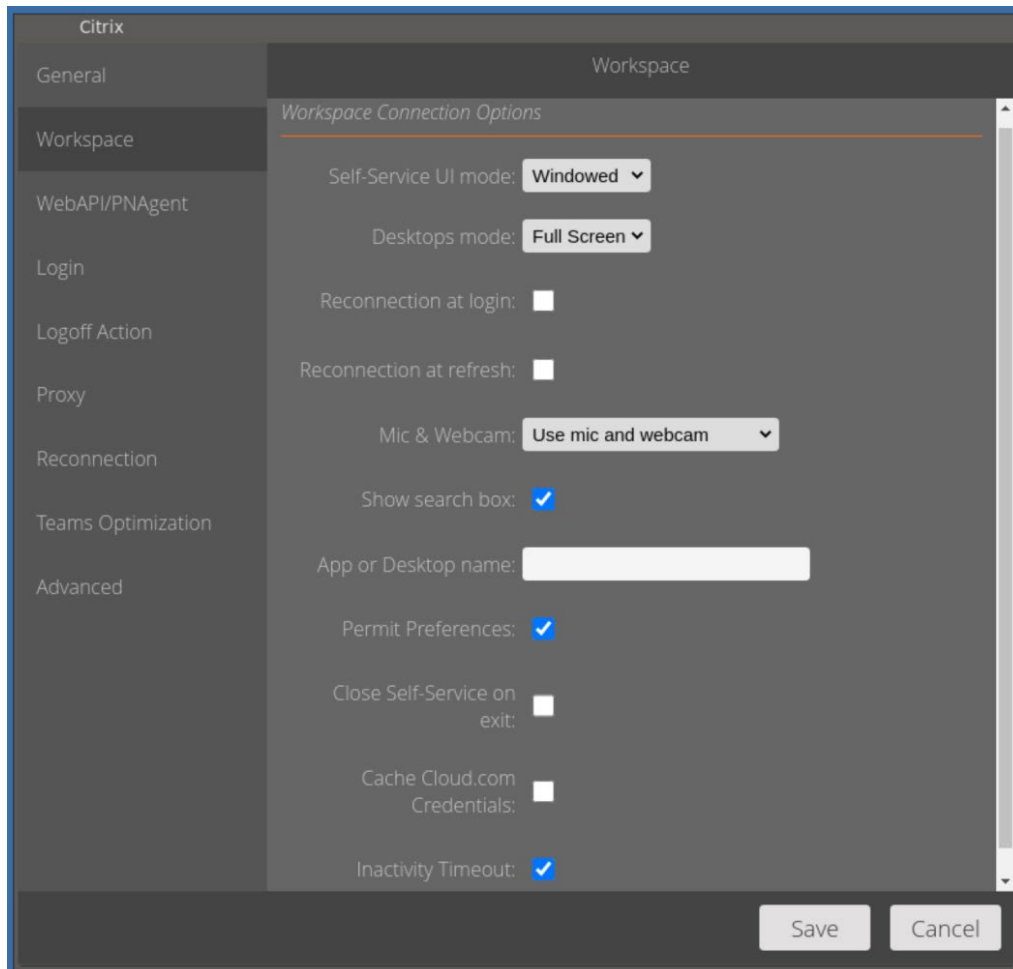 Citrix
General
Workspace
WebAPI/PNAgent
Login
Logoff Action
Proxy
Reconnection
Teams Optimization
Advanced
Workspace
Workspace Connection Options
Self-Service UI mode: Windowed
Desktops mode: Full Screen
Reconnection at login:
Reconnection at refresh:
Mic & Webcam: Use mic and webcam
Show search box:
App or Desktop name:
Permit Preferences:
Close Self-Service on
exit:
Cache Cloud.com
Credentials:
Inactivity Timeout:
Save Cancel